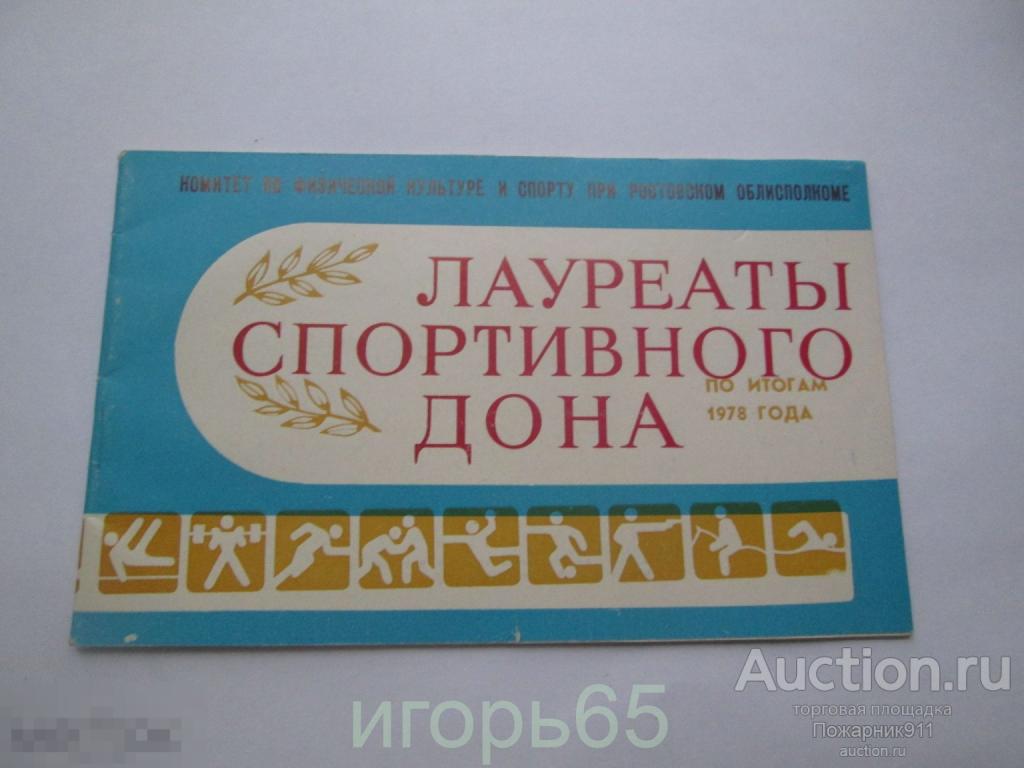 КОМИТЕТ ПО ФИЗИЧЕСКОЙ КУЛЬТУРЕ И СПОРТУ ПРИ РОСТОВСКОМ ОБЛИСПОЛКОМЕ
ЛАУРЕАТЫ
СПОРТИВНОГО
ДОНА
ПО ИТОГАМ
1978 ГОДА
Auction.ru
торговая площадка
Пожарник911
auction.ru
игорь65